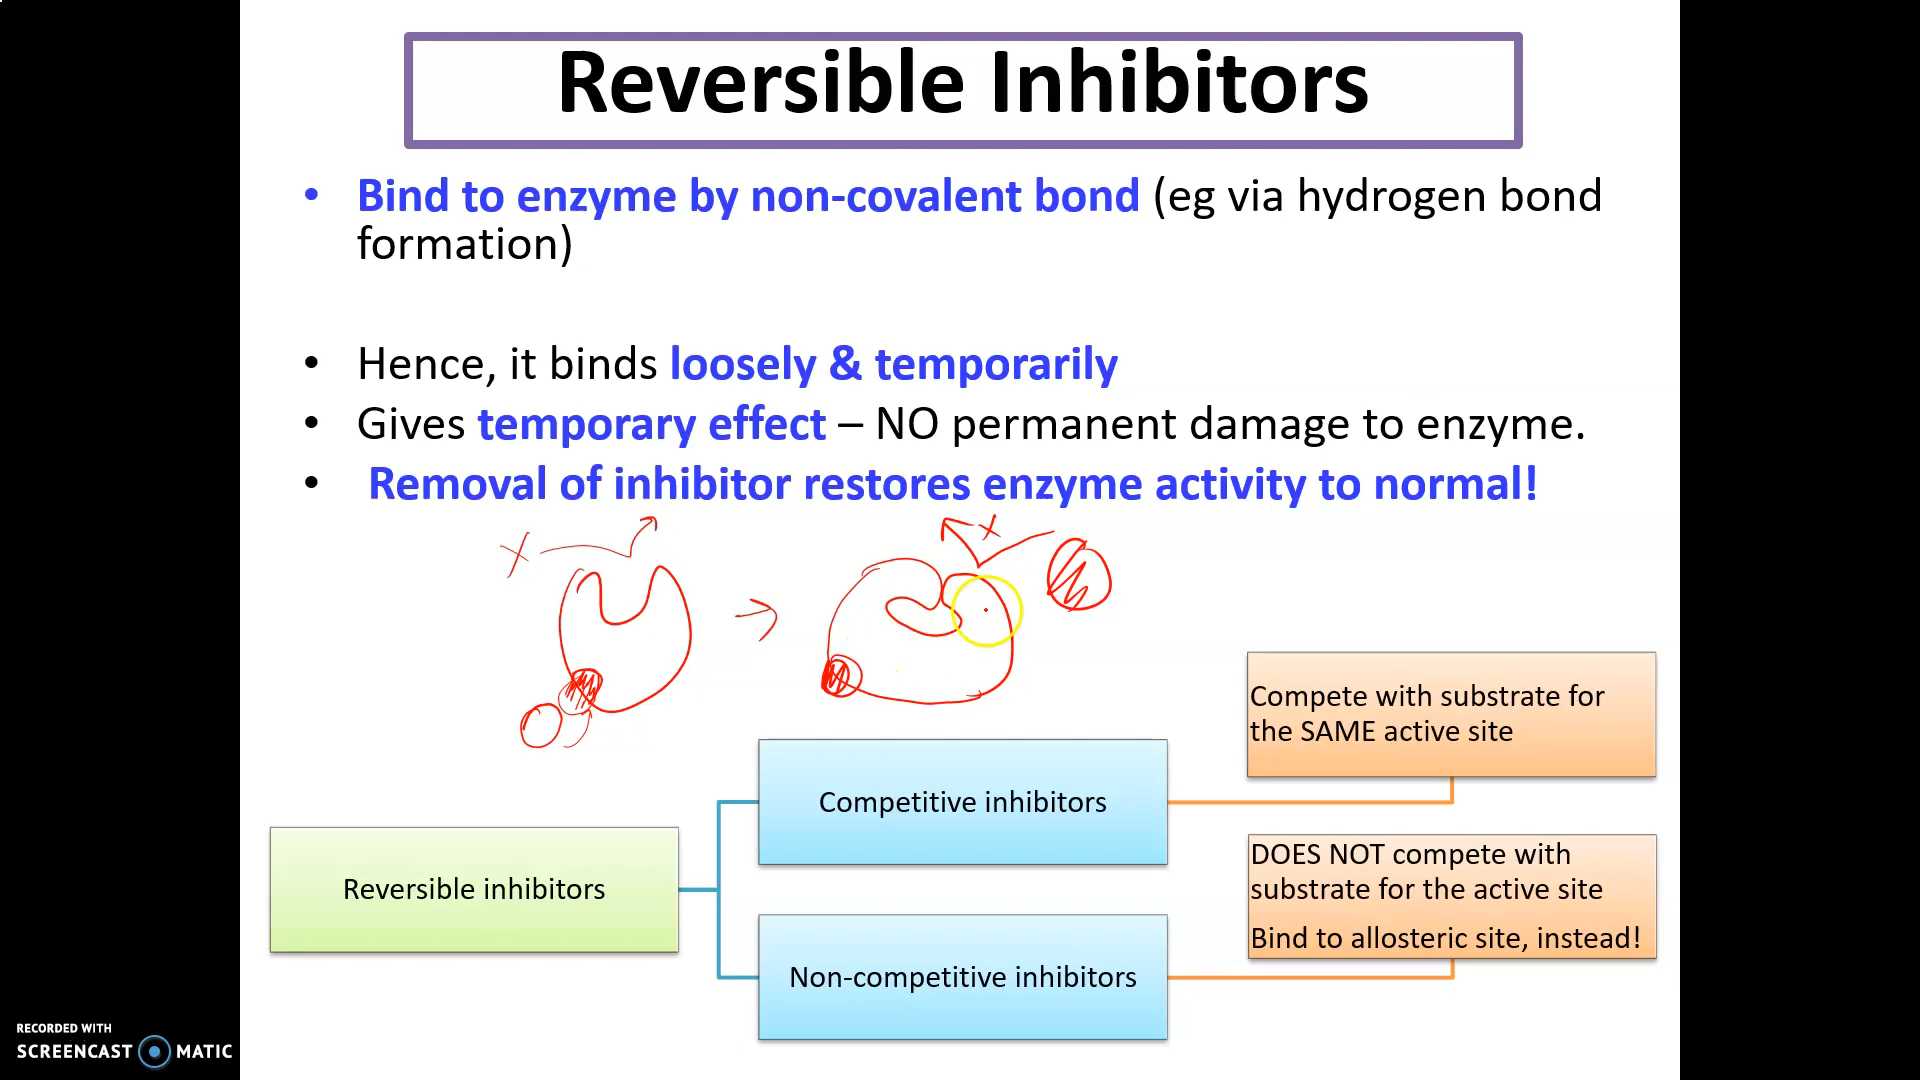 Reversible Inhibitors
• Bind to enzyme by non-covalent bond (eg via hydrogen bond
formation)
• Hence, it binds loosely & temporarily
• Gives temporary effect – NO permanent damage to enzyme.
• Removal of inhibitor restores enzyme activity to normal!
Compete with substrate for
the SAME active site
Competitive inhibitors
Reversible inhibitors
DOES NOT compete with
substrate for the active site
Bind to allosteric site, instead!
Non-competitive inhibitors
RECORDED WITH
SCREENCAST MATIC